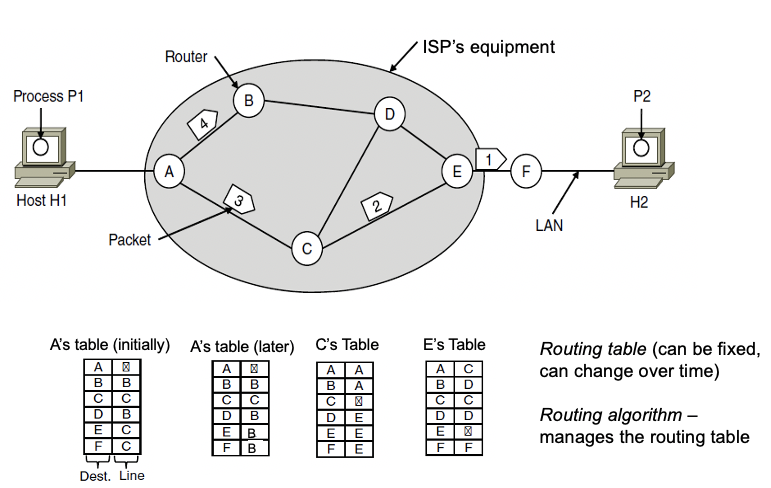 ISP's equipment
Router
Process P1
P2
B
D
4
A
E
1
F
3
2
Host H1
H2
LAN
Packet
C
A's table (initially)
A's table (later)
C's Table
E's Table
A
B B
C C
D B
E C
F C
Dest. Line
A
B B
C C
D B
E B
F B
A A
B A
C
D E
E E
F E
A C
B D
C C
D D
E
F F
Routing table (can be fixed,
can change over time)
Routing algorithm –
manages the routing table